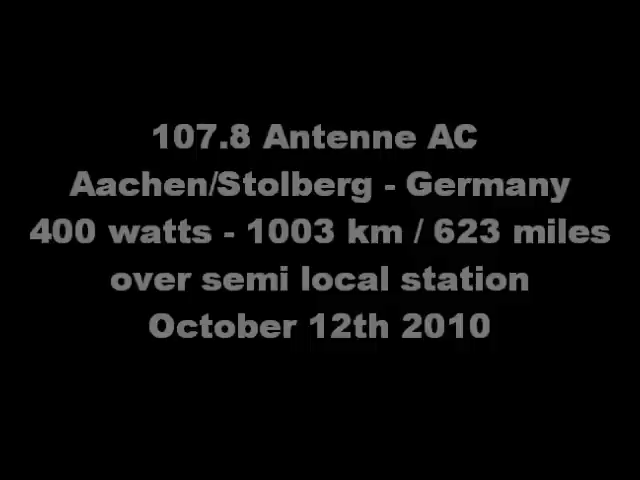 107.8 Antenne AC
Aachen/Stolberg - Germany
400 watts - 1003 km / 623 miles
over semi local station
October 12th 2010